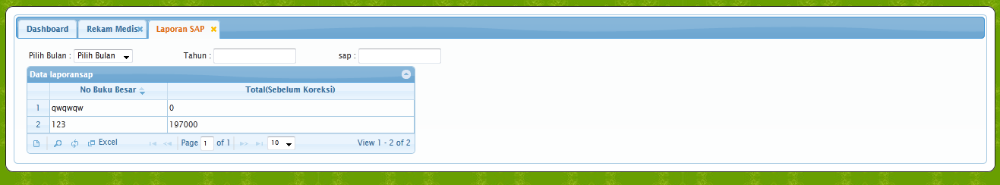 Dashboard Rekam Medis Laporan SAP
Pilih Bulan : Pilih Bulan Tahun : sap :
Data laporansap
No Buku Besar Total(Sebelum Koreksi)
1 qwqwqw 0
2 123 197000
Excel Page 1 of 1 10 View 1 - 2 of 2